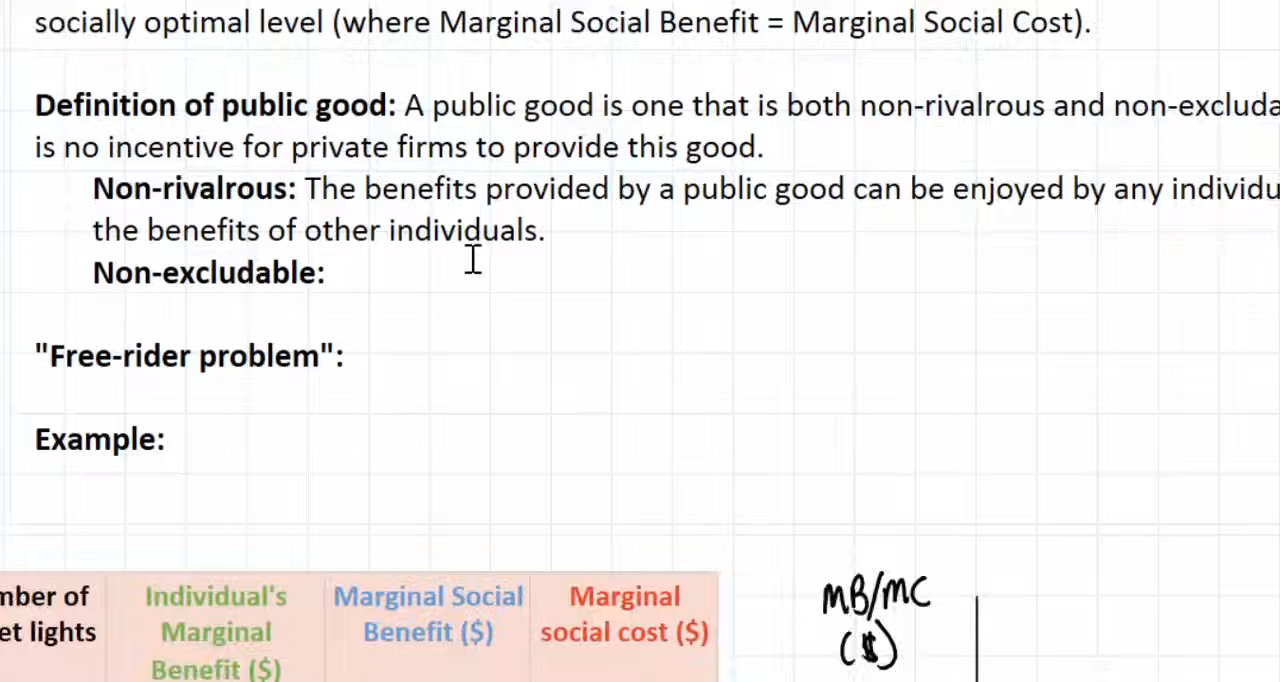 socially optimal level (where Marginal Social Benefit = Marginal Social Cost).
Definition of public good: A public good is one that is both non-rivalrous and non-excluda
is no incentive for private firms to provide this good.
Non-rivalrous: The benefits provided by a public good can be enjoyed by any individu
the benefits of other individuals.
Non-excludable:
"Free-rider problem":
Example:
mber of
et lights
Individual's
Marginal
Benefit ($)
Marginal Social
Benefit ($)
Marginal
social cost ($)
MB/MC
($)